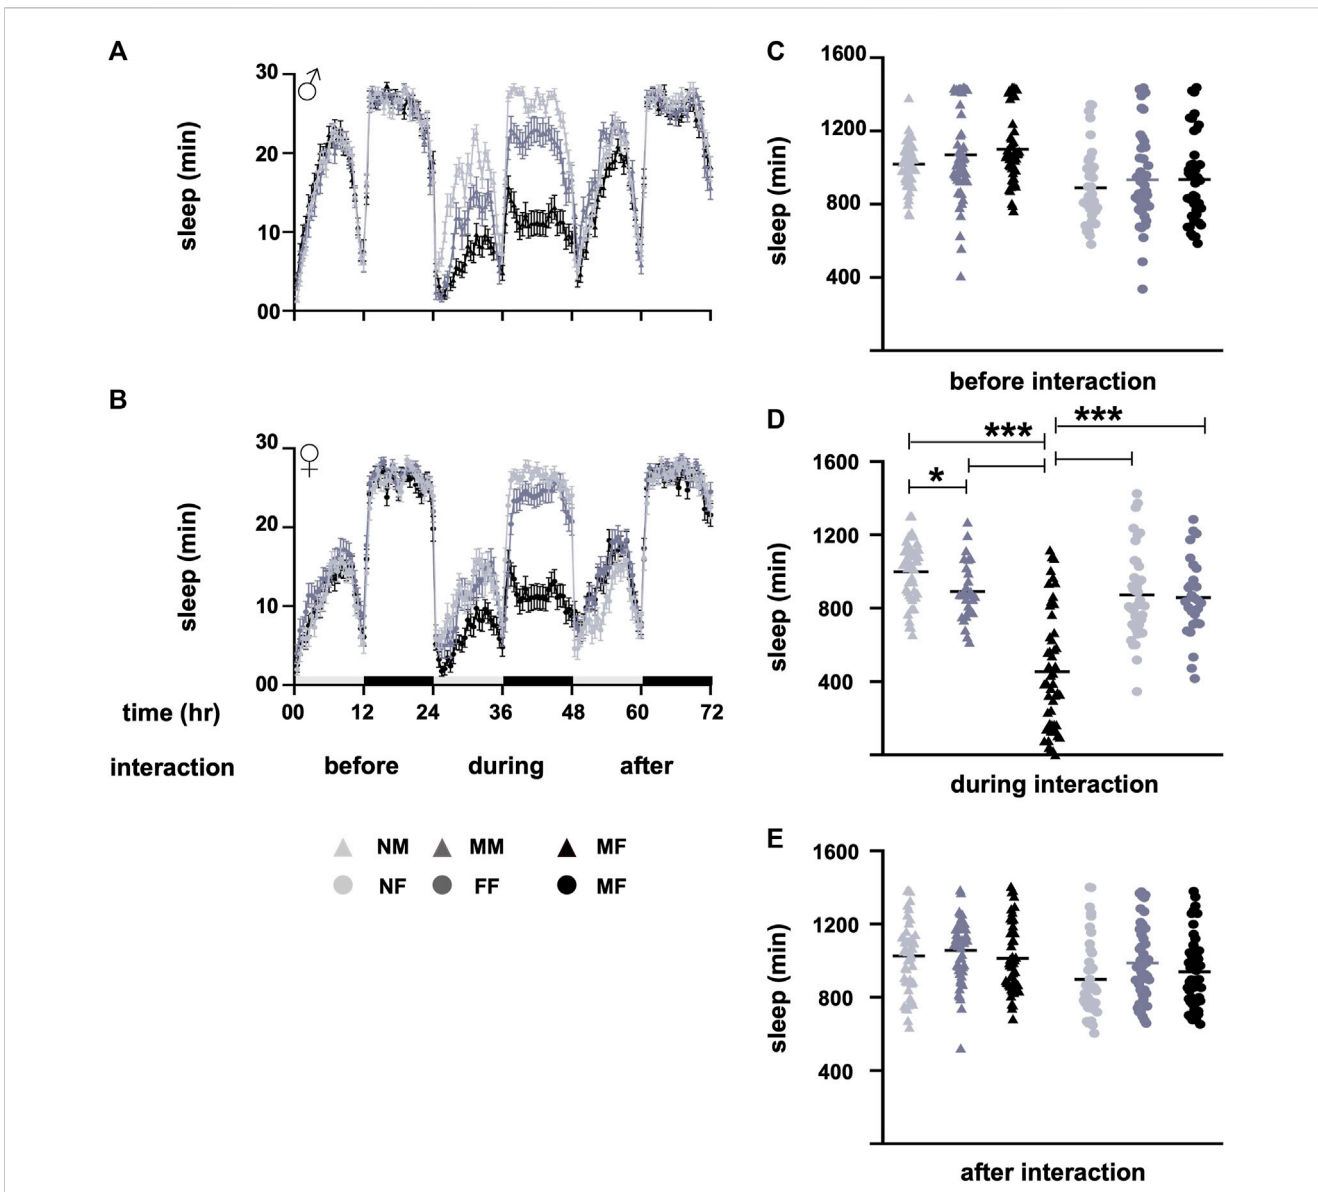 A
30
20
10
00
sleep (min)
B
30
20
10
00
sleep (min)
00 12 24 36 48 60 72
time (hr)
interaction before during after
NM MM MF
NF FF MF
C
1600
1200
800
400
sleep (min)
before interaction
D
*** ***
*
1600
1200
800
400
sleep (min)
during interaction
E
1600
1200
800
400
sleep (min)
after interaction